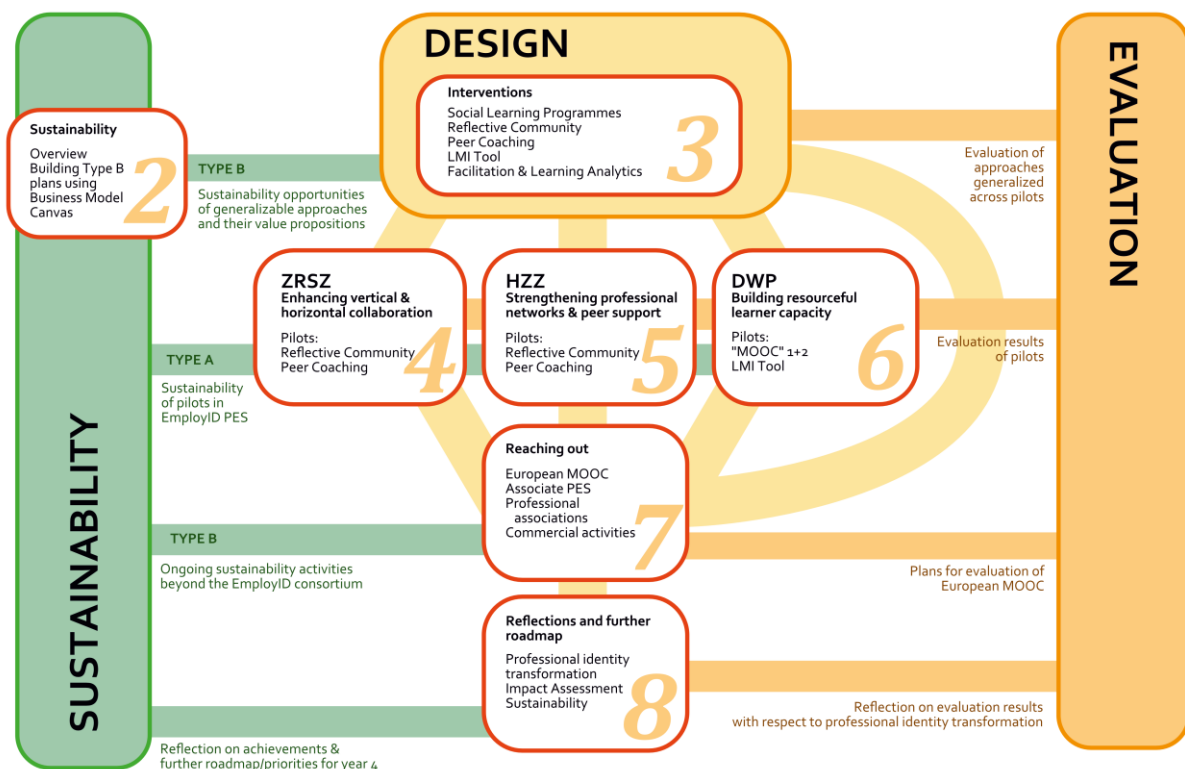 DESIGN
Interventions
Social Learning Programmes
Reflective Community
Peer Coaching
LMI Tool
Facilitation & Learning Analytics
3
SUSTAINABILITY
EVALUATION
Sustainability
Overview
Building Type B
plans using
Business Model
Canvas
2
TYPE B
Sustainability opportunities
of generalizable approaches
and their value propositions
Evaluation of
approaches
generalized
across pilots
ZRSZ
Enhancing vertical &
horizontal collaboration
Pilots:
Reflective Community
Peer Coaching
4
HZZ
Strengthening professional
networks & peer support
Pilots:
Reflective Community
Peer Coaching
5
DWP
Building resourceful
learner capacity
Pilots:
"MOOC" 1+2
LMI Tool
6
TYPE A
Sustainability
of pilots in
EmployID PES
Evaluation results
of pilots
Reaching out
European MOOC
Associate PES
Professional
associations
Commercial activities
7
TYPE B
Ongoing sustainability activities
beyond the EmployID consortium
Plans for evaluation of
European MOOC
Reflections and further
roadmap
Professional identity
transformation
Impact Assessment
Sustainability
8
Reflection on evaluation results
with respect to professional identity transformation
Reflection on achievements &
further roadmap/priorities for year 4